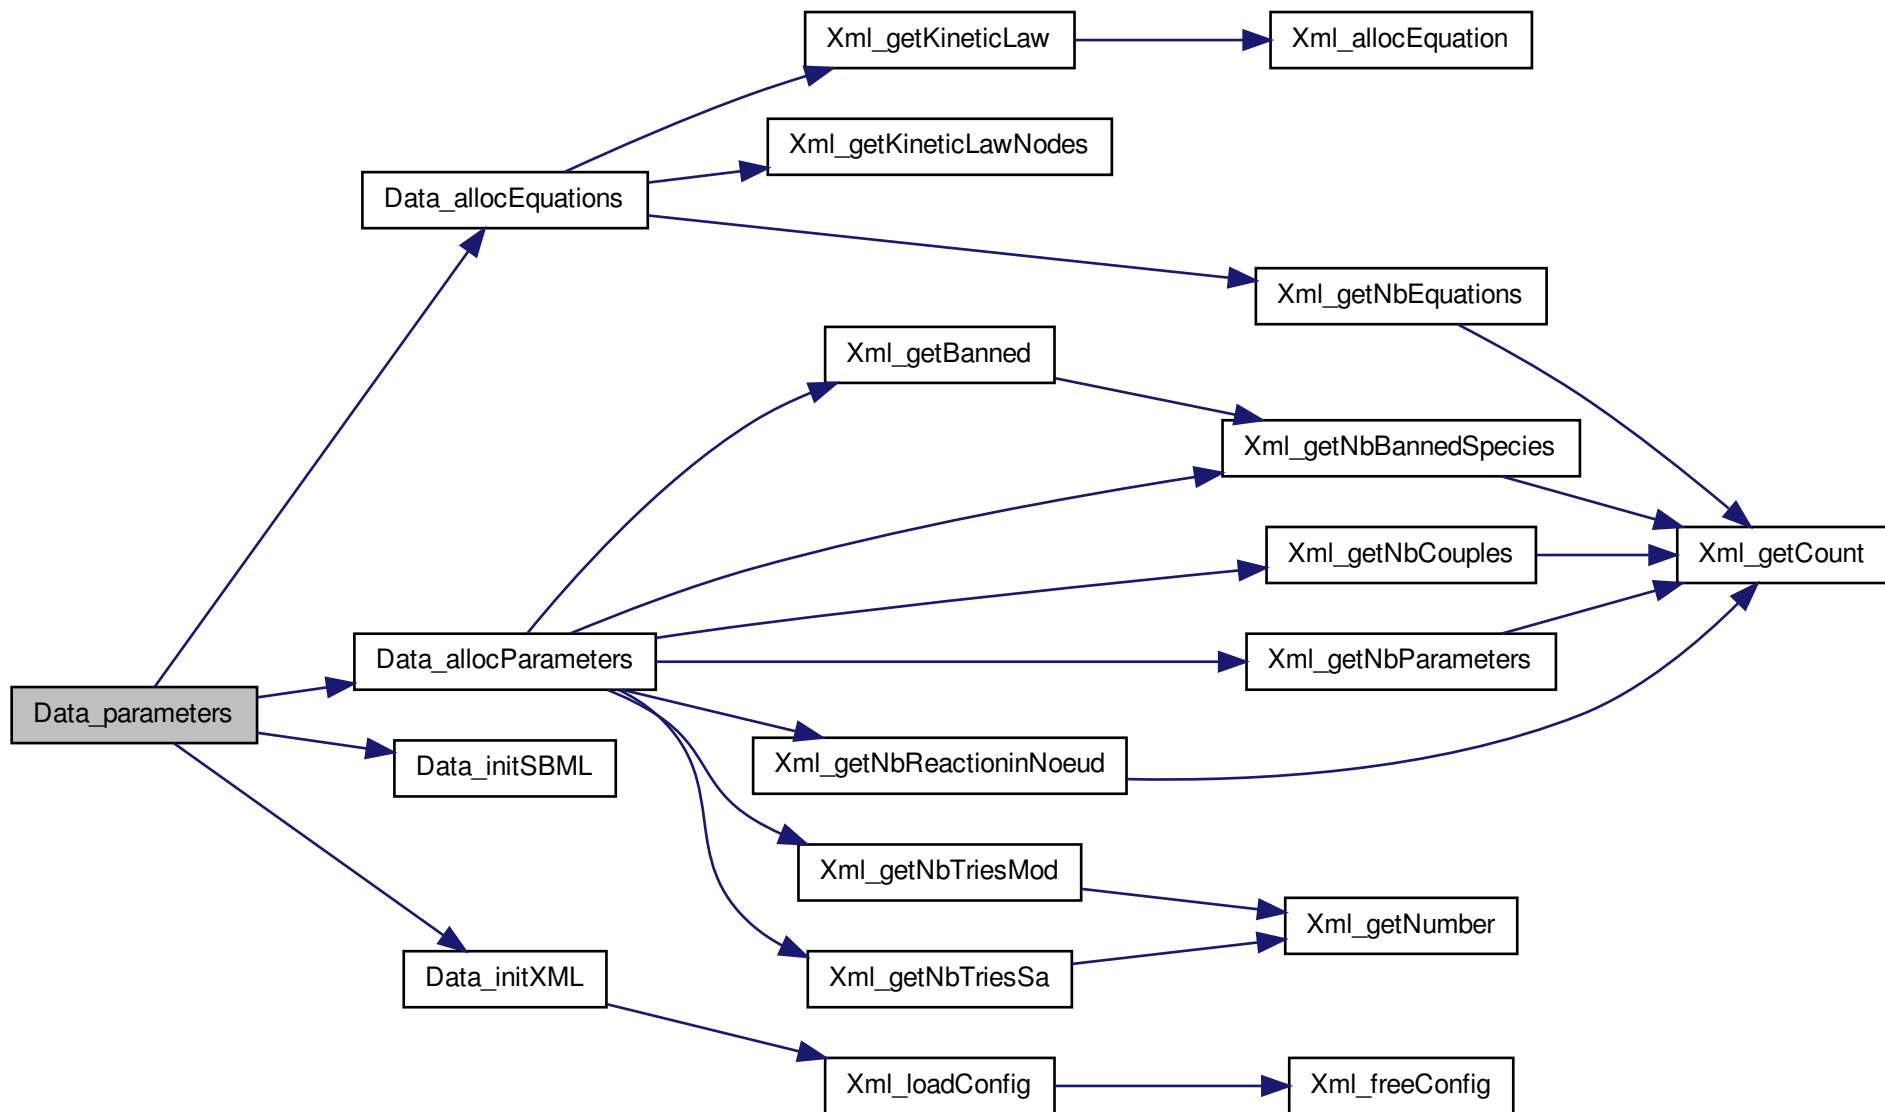 Xml_getKineticLaw
Xml_allocEquation
Xml_getKineticLawNodes
Data_allocEquations
Xml_getNbEquations
Xml_getBanned
Xml_getNbBannedSpecies
Xml_getNbCouples
Xml_getCount
Data_allocParameters
Xml_getNbParameters
Data_parameters
Data_initSBML
Xml_getNbReactioninNoeud
Xml_getNbTriesMod
Xml_getNumber
Data_initXML
Xml_getNbTriesSa
Xml_loadConfig
Xml_freeConfig